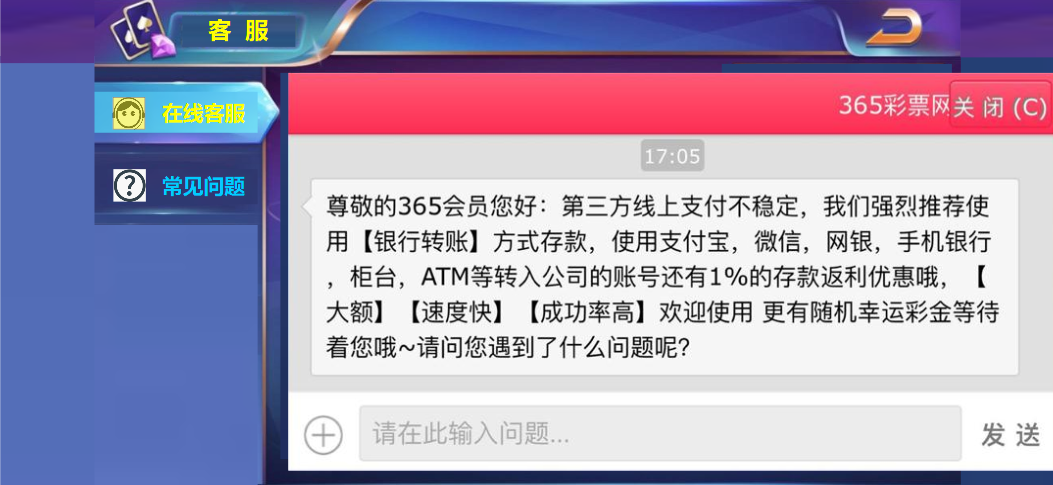 客 服
在线客服
常见问题
365彩票网
关 闭 (C)
17:05
尊敬的365会员您好：第三方线上支付不稳定，我们强烈推荐使
用【银行转账】方式存款，使用支付宝，微信，网银，手机银行
，柜台，ATM等转入公司的账号还有1%的存款返利优惠哦，【
大额】【速度快】【成功率高】欢迎使用 更有随机幸运彩金等待
着您哦~请问您遇到了什么问题呢?
请在此输入问题...
发 送